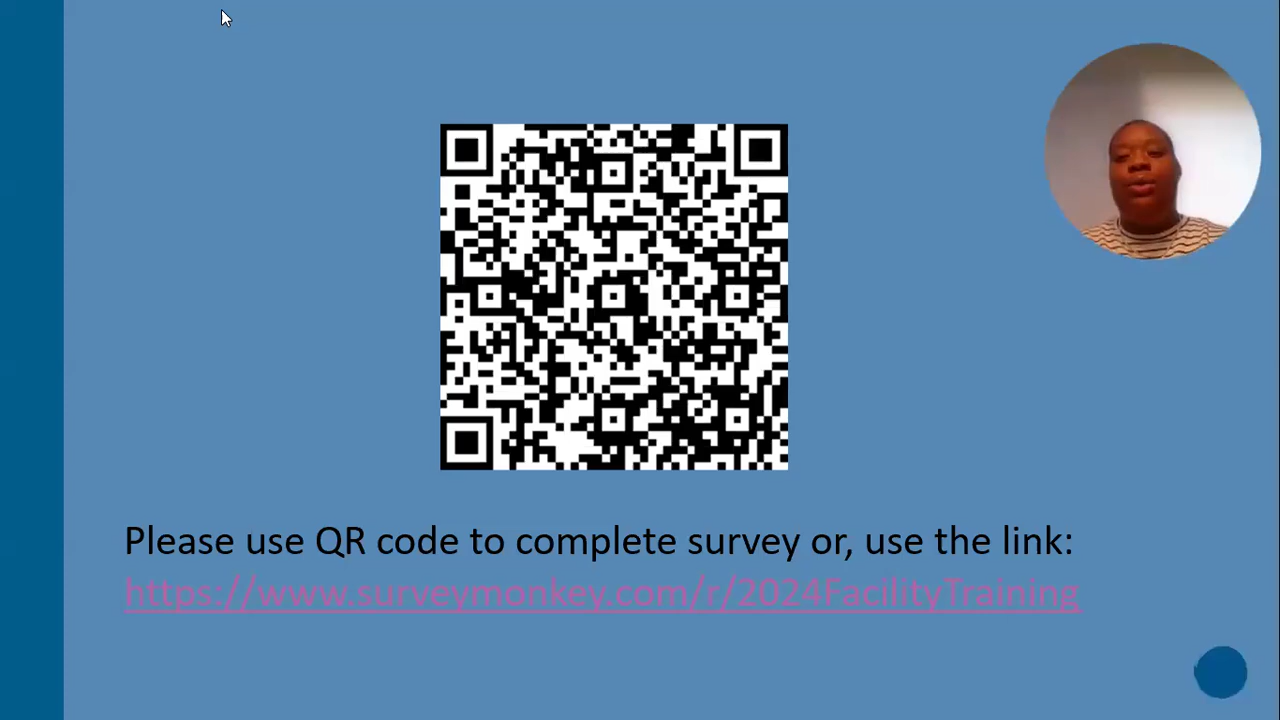 Please use QR code to complete survey or, use the link:
https://www.surveymonkey.com/r/2024FacilityTraining